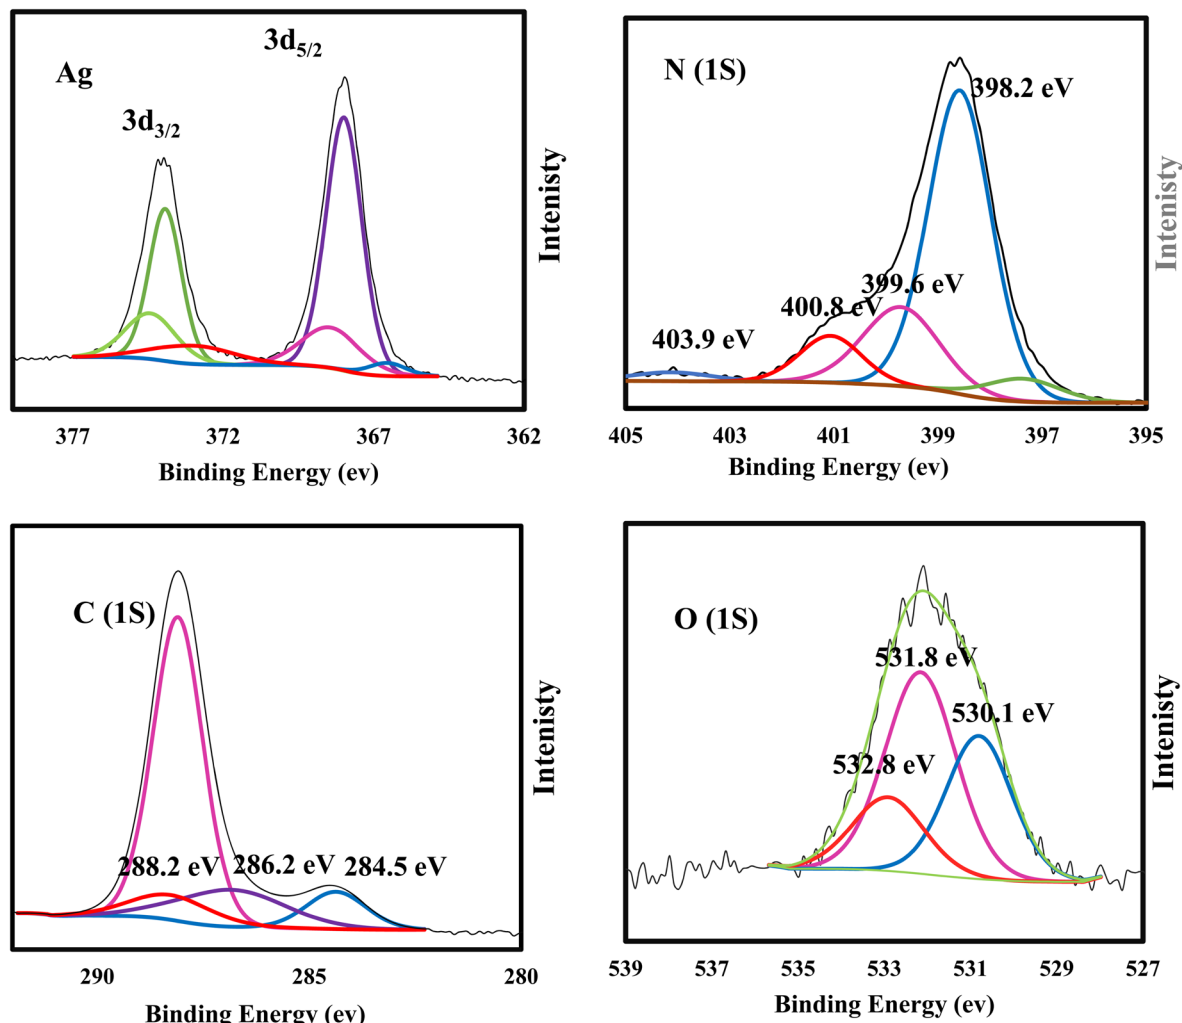 Ag
3d5/2
3d3/2
Intenisty
377 372 367 362
Binding Energy (ev)
N (1S)
398.2 eV
399.6 eV
400.8 eV
403.9 eV
Intenisty
405 403 401 399 397 395
Binding Energy (ev)
C (1S)
288.2 eV 286.2 eV 284.5 eV
Intenisty
290 285 280
Binding Energy (ev)
O (1S)
531.8 eV
530.1 eV
532.8 eV
Intenisty
539 537 535 533 531 529 527
Binding Energy (ev)